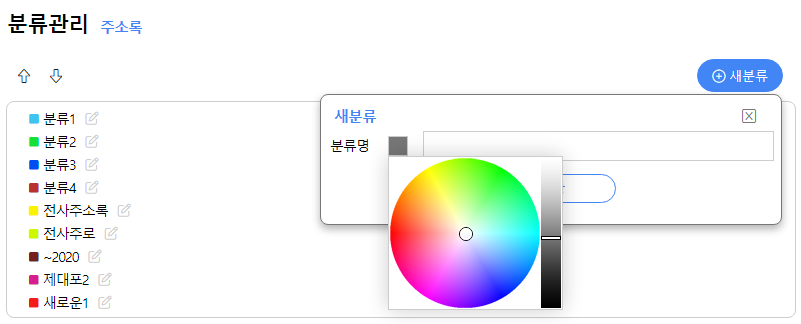 분류관리 주소록
새분류
새분류
분류명
분류1
분류2
분류3
분류4
전사주소록
전사주로
~2020
제대포2
새로운1